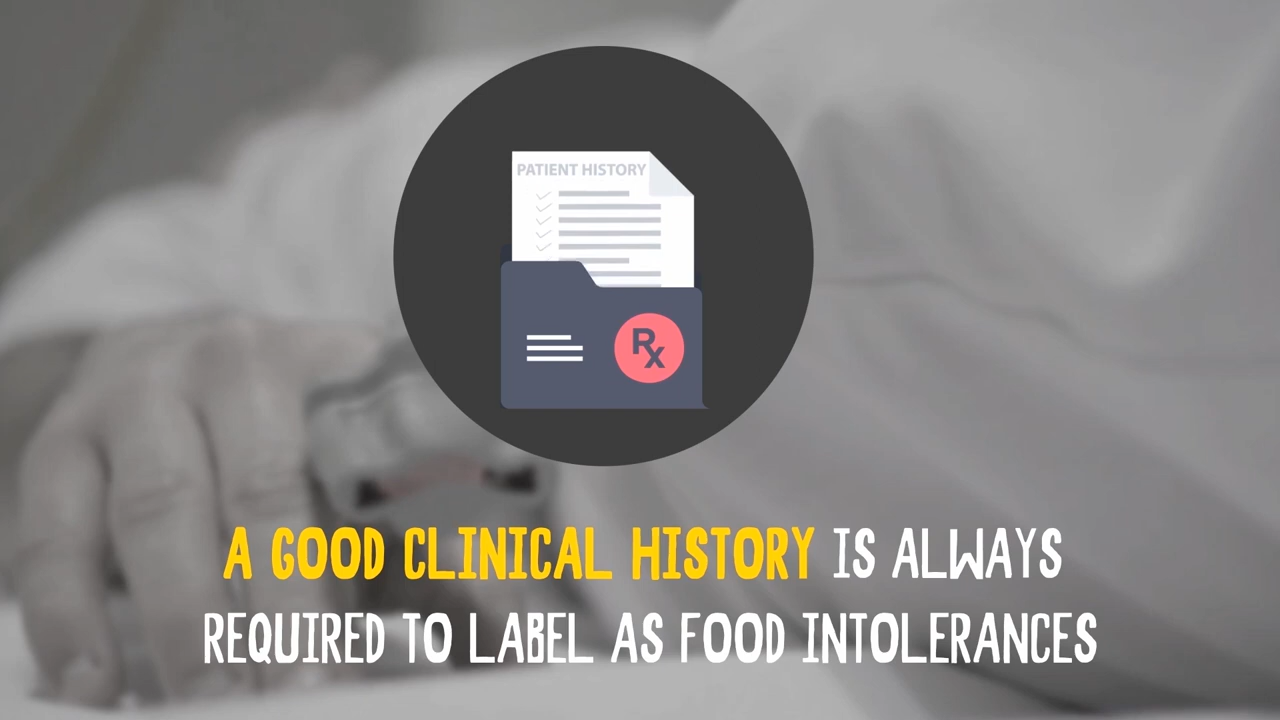 PATIENT HISTORY
Rx
A GOOD CLINICAL HISTORY IS ALWAYS
REQUIRED TO LABEL AS FOOD INTOLERANCES